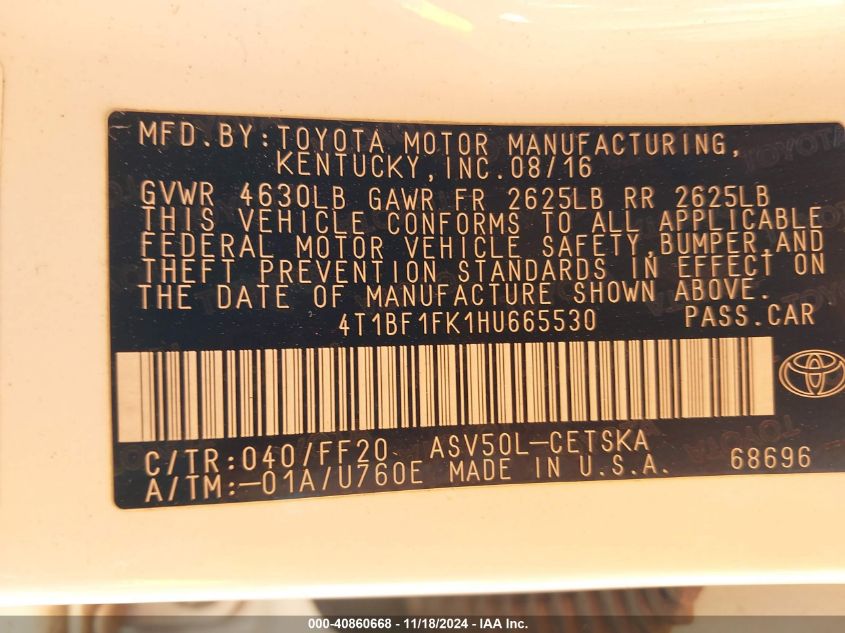 MFD.BY:TOYOTA MOTOR MANUFACTURING,
KENTUCKY,INC.08/16
GVWR 4630LB GAWR FR 2625LB RR 2625LB
THIS VEHICLE CONFORMS TO ALL APPLICABLE
FEDERAL MOTOR VEHICLE SAFETY,BUMPER,AND
THEFT PREVENTION STANDARDS IN EFFECT ON
THE DATE OF MANUFACTURE SHOWN ABOVE.
4T1BF1FK1HU665530 PASS.CAR
C/TR:040/FF20 ASV50L-CETSKA
A/TM:-01A/U760E MADE IN U.S.A. 68696
000-40860668 - 11/18/2024 - IAA Inc.